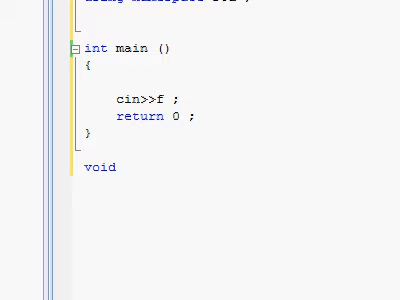 int main ()
{
cin>>f ;
return 0 ;
}
void